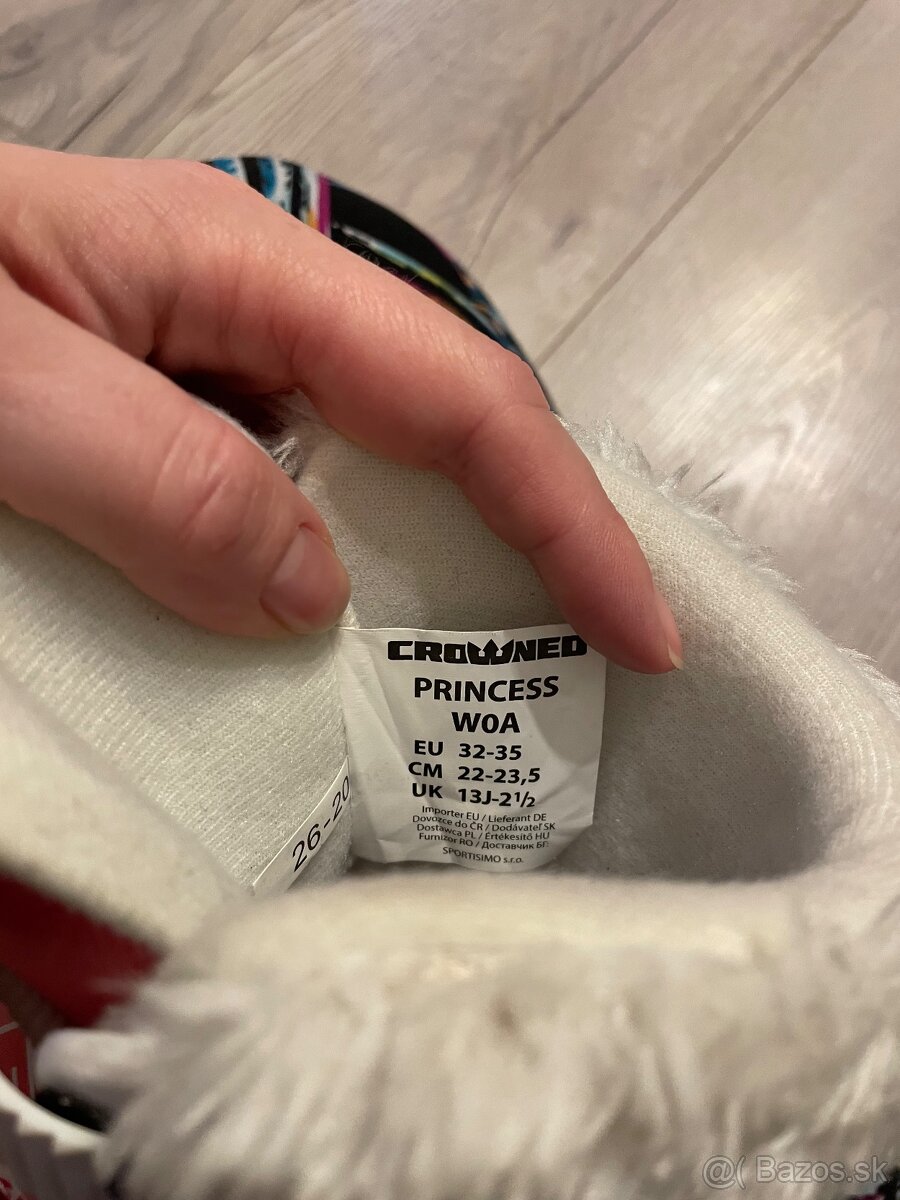 CROWNED
PRINCESS
W0A
EU 32-35
CM 22-23,5
UK 13J-2½
Importer EU / Lieferant DE
Dovozce do ČR / Dodávateľ SK
Dostawca PL / Értékesítő HU
Furnizor RO / Доставчик БГ:
SPORTISIMO s.r.o.
26-20
@( Bazos.sk